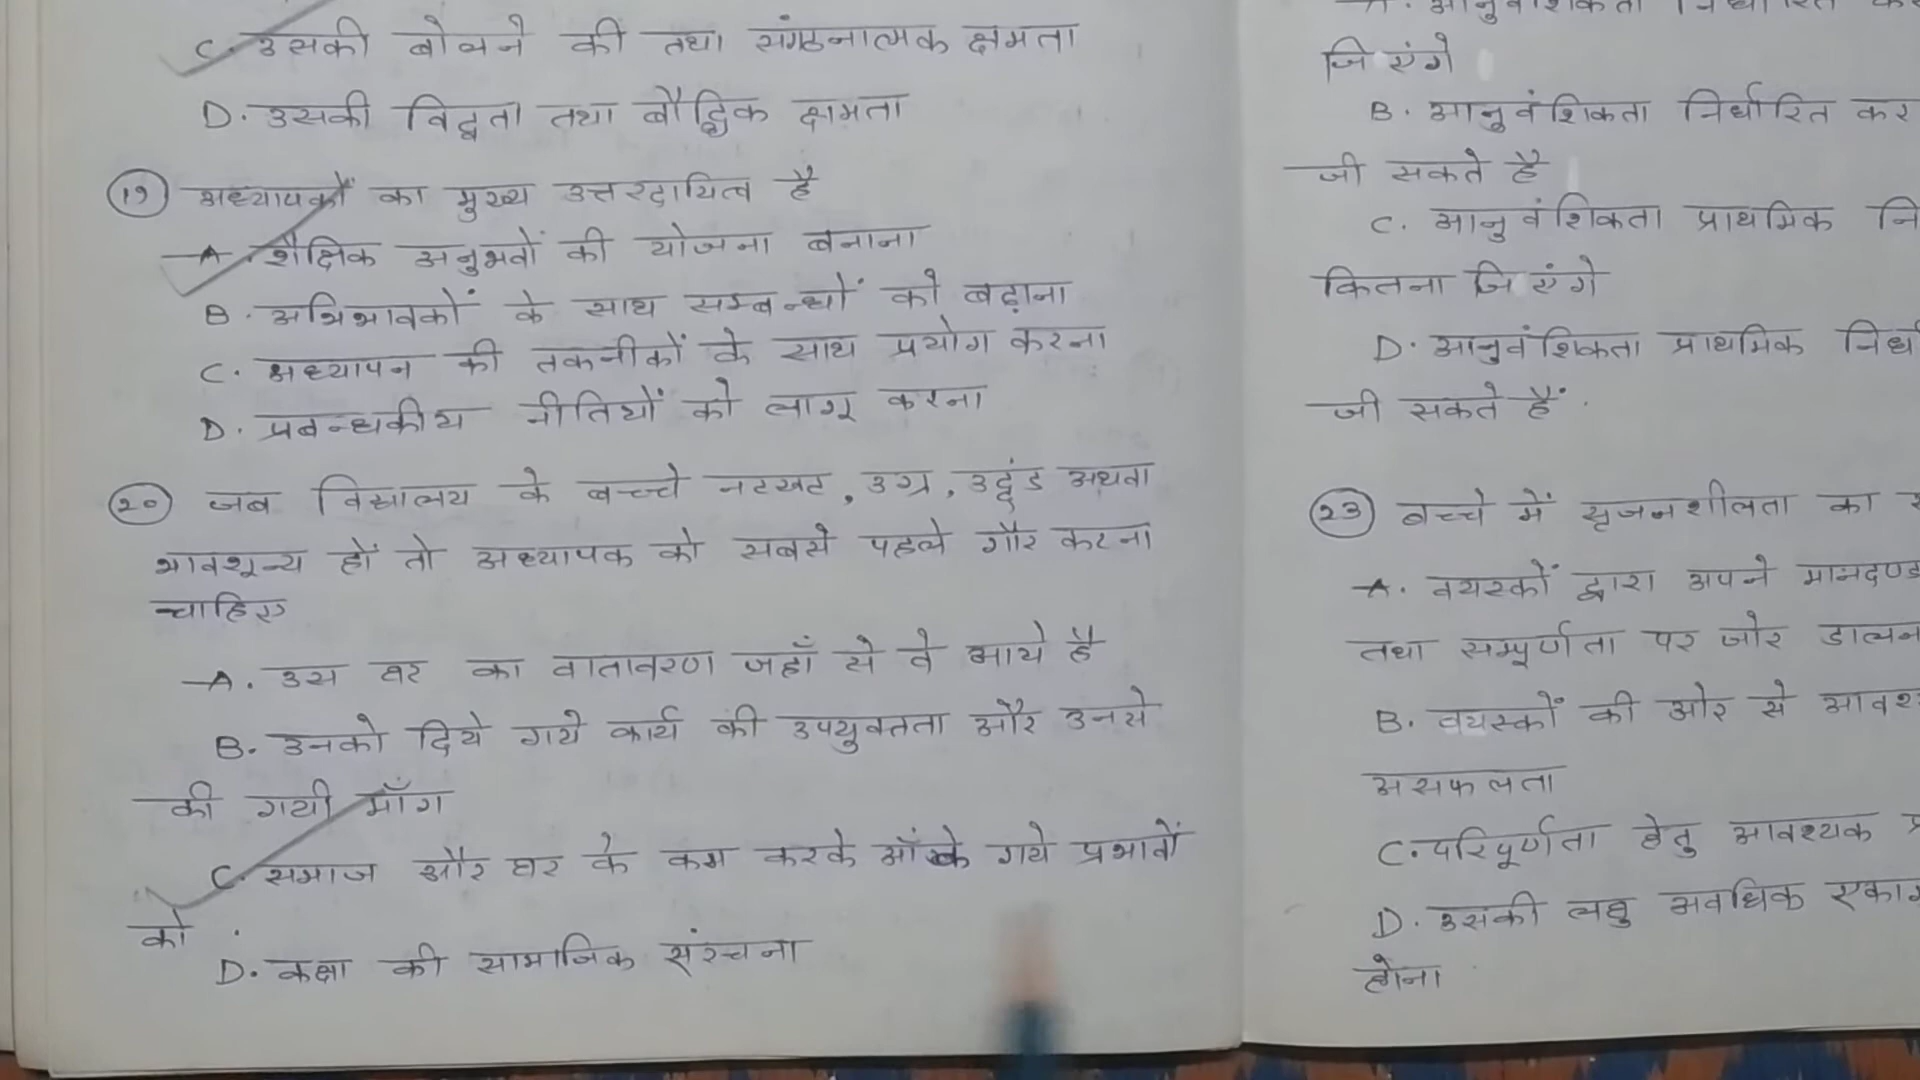 C. उसकी बोलने की तथा संगठनात्मक क्षमता
D. उसकी विद्वता तथा बौद्धिक क्षमता
(19) अध्यापकों का मुख्य उत्तरदायित्व है
A. शैक्षिक अनुभवों की योजना बनाना
B. अभिभावकों के साथ सम्बन्धों को बढ़ाना
C. अध्यापन की तकनीकों के साथ प्रयोग करना
D. प्रबन्धकीय नीतियों को लागू करना
(20) जब विद्यालय के बच्चे नटखट, उग्र, उद्दंड अथवा
भावशून्य हों तो अध्यापक को सबसे पहले गौर करना
चाहिए
A. उस घर का वातावरण जहाँ से वे आये है
B. उनको दिये गये कार्य की उपयुक्तता और उनसे
की गयी माँग
C. समाज और घर के कम करके आँके गये प्रभावों
को .
D. कक्षा की सामाजिक संरचना
A. आनुवंशिकता निर्धारित
जिएंगे
B. आनुवंशिकता निर्धारित कर
जी सकते है
C. आनुवंशिकता प्राथमिक नि
कितना जिएंगे
D. आनुवंशिकता प्राथमिक निध
जी सकते हैं.
(23) बच्चे में सृजनशीलता का
A. वयस्कों द्वारा अपने मानदण्ड
तथा सम्पूर्णता पर जोर डालन
B. वयस्कों की ओर से आवश
असफलता
C. परिपूर्णता हेतु आवश्यक प्र
D. उसकी लघु अवधिक एकाग्
होना